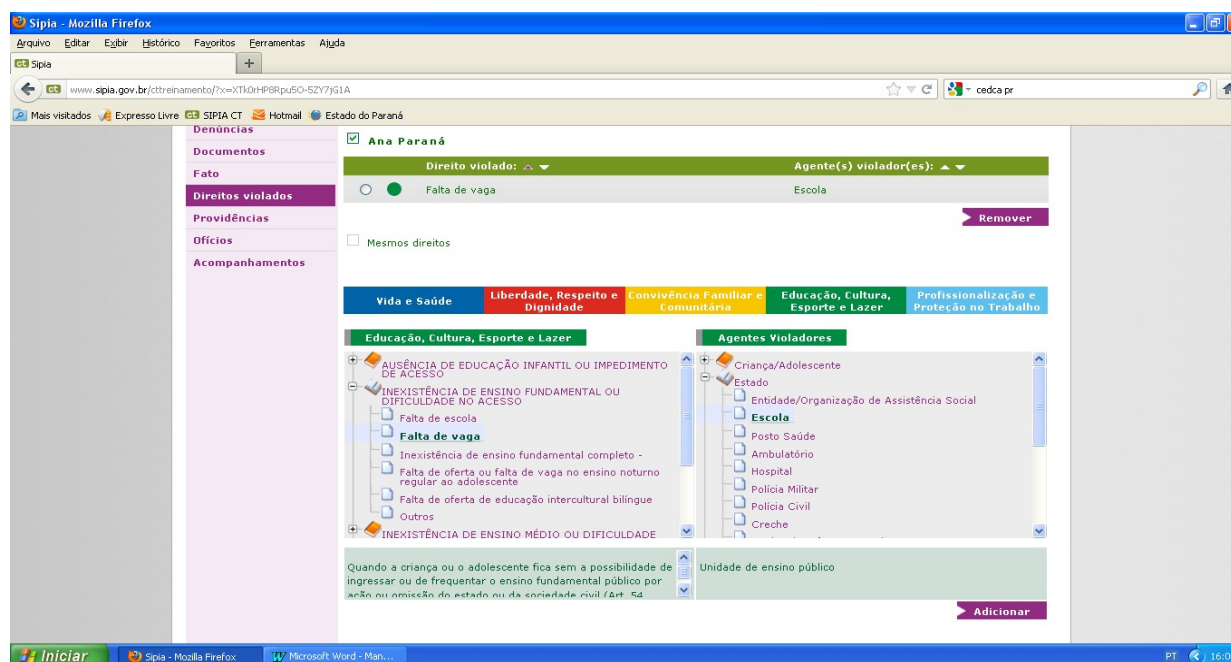 Sipia - Mozilla Firefox
Arquivo Editar Exibir Histórico Favoritos Ferramentas Ajuda
Sipia
www.sipia.gov.br/cttreinamento/?x=XTk0rHP8Rpu5O-5ZY7jG1A
cedca pr
Mais visitados Expresso Livre SIPIA CT Hotmail Estado do Paraná
Denúncias
Documentos
Fato
Direitos violados
Providências
Ofícios
Acompanhamentos
Ana Paraná
Direito violado: Agente(s) violador(es):
Falta de vaga Escola
Remover
Mesmos direitos
Vida e Saúde
Liberdade, Respeito e
Dignidade
Convivência Familiar e
Comunitária
Educação, Cultura,
Esporte e Lazer
Profissionalização e
Proteção no Trabalho
Educação, Cultura, Esporte e Lazer
AUSÊNCIA DE EDUCAÇÃO INFANTIL OU IMPEDIMENTO
DE ACESSO
INEXISTÊNCIA DE ENSINO FUNDAMENTAL OU
DIFICULDADE NO ACESSO
Falta de escola
Falta de vaga
Inexistência de ensino fundamental completo -
Falta de oferta ou falta de vaga no ensino noturno
regular ao adolescente
Falta de oferta de educação intercultural bilíngue
Outros
INEXISTÊNCIA DE ENSINO MÉDIO OU DIFICULDADE
Quando a criança ou o adolescente fica sem a possibilidade de
ingressar ou de frequentar o ensino fundamental público por
ação ou omissão do estado ou da sociedade civil (Art. 54
Agentes Violadores
Criança/Adolescente
Estado
Entidade/Organização de Assistência Social
Escola
Posto Saúde
Ambulatório
Hospital
Polícia Militar
Polícia Civil
Creche
Unidade de ensino público
Adicionar
Iniciar
Sipia - Mozilla Firefox
Microsoft Word - Man...
PT